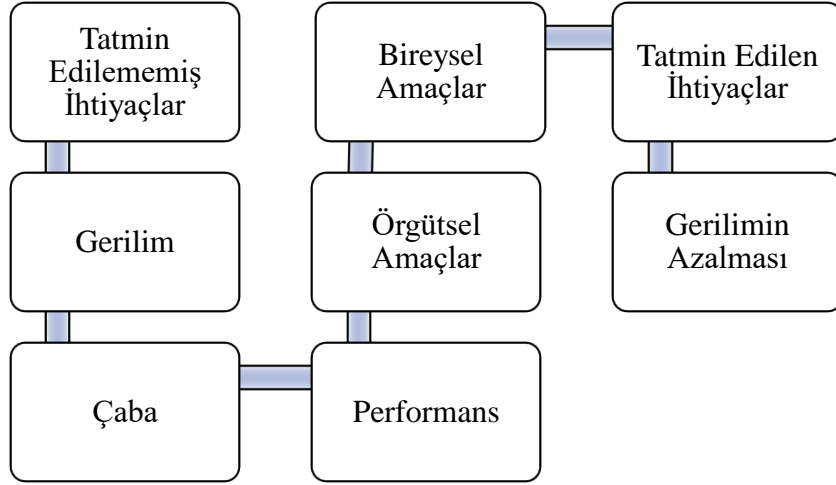 Tatmin
Edilememiş
İhtiyaçlar
Gerilim
Çaba
Performans
Örgütsel
Amaçlar
Bireysel
Amaçlar
Tatmin Edilen
İhtiyaçlar
Gerilimin
Azalması